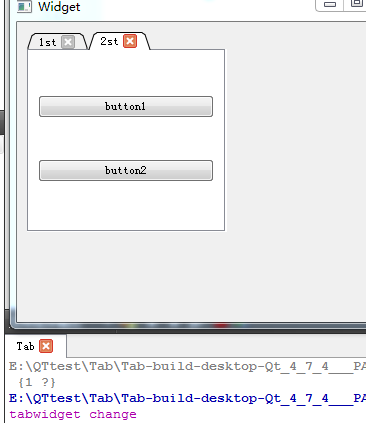 Widget
1st 2st
button1
button2
Tab
E:\QTtest\Tab\Tab-build-desktop-Qt_4_7_4___PA
{1 ?}
E:\QTtest\Tab\Tab-build-desktop-Qt_4_7_4___PA
tabwidget change